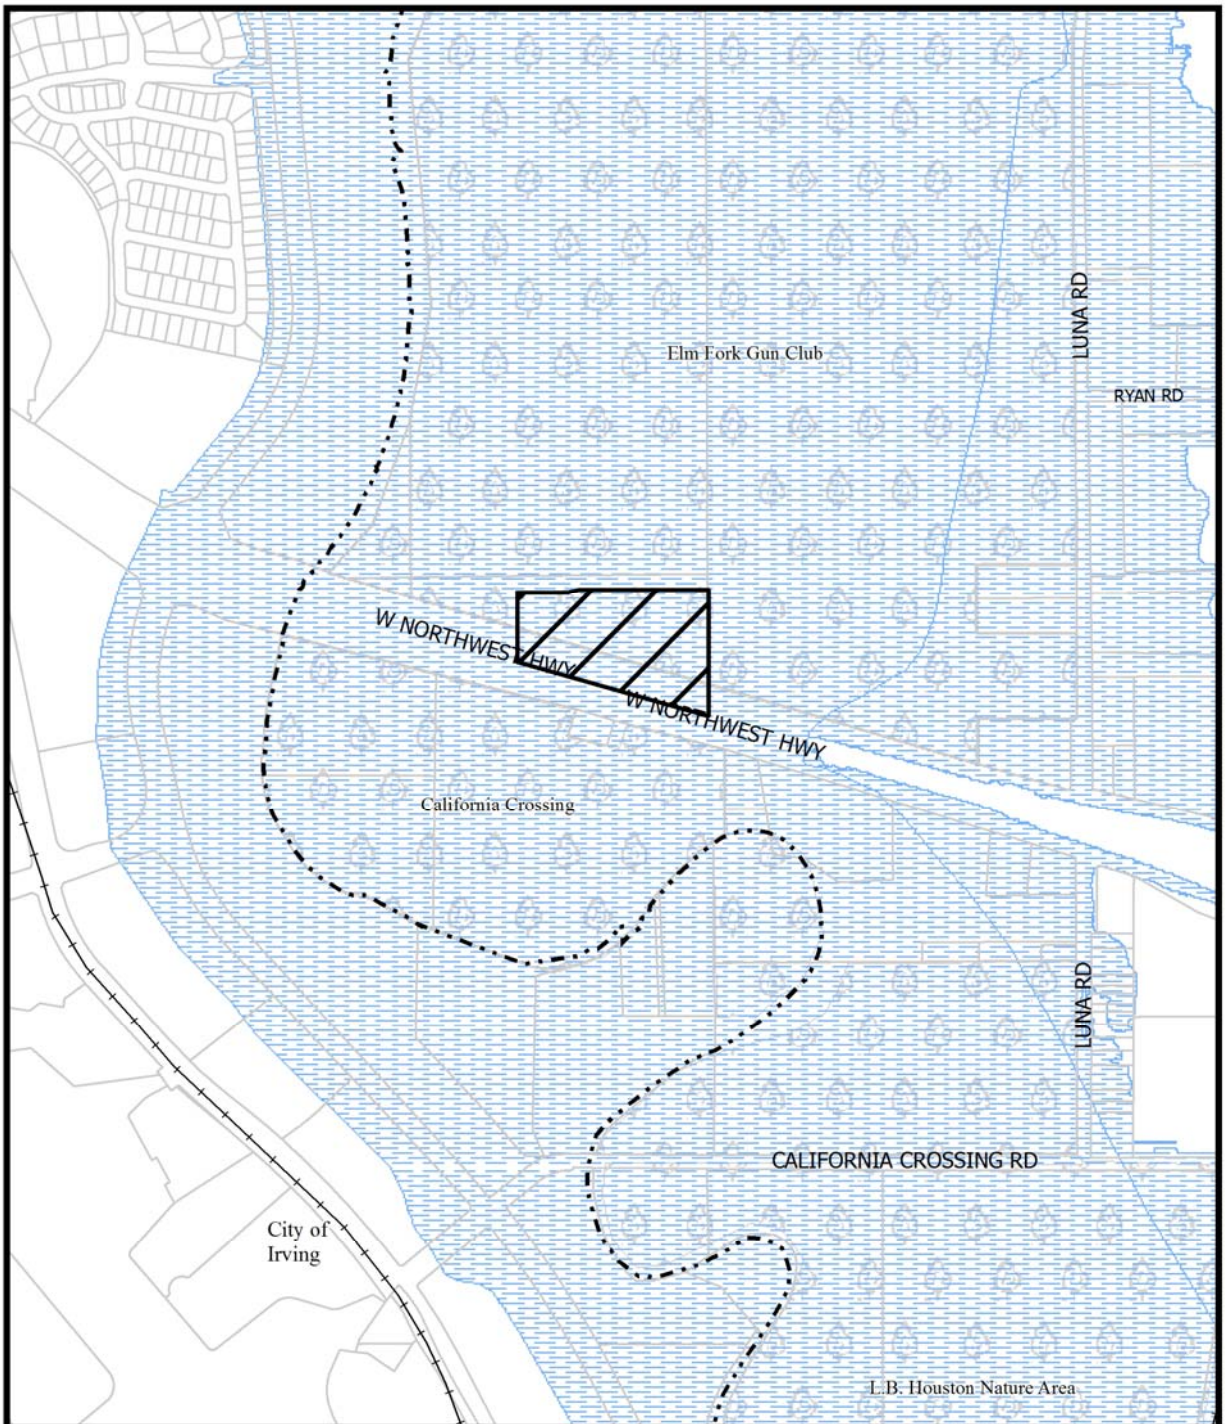 LUNA RD
Elm Fork Gun Club
RYAN RD
W NORTHWEST HWY
W NORTHWEST HWY
California Crossing
LUNA RD
CALIFORNIA CROSSING RD
City of
Irving
L.B. Houston Nature Area